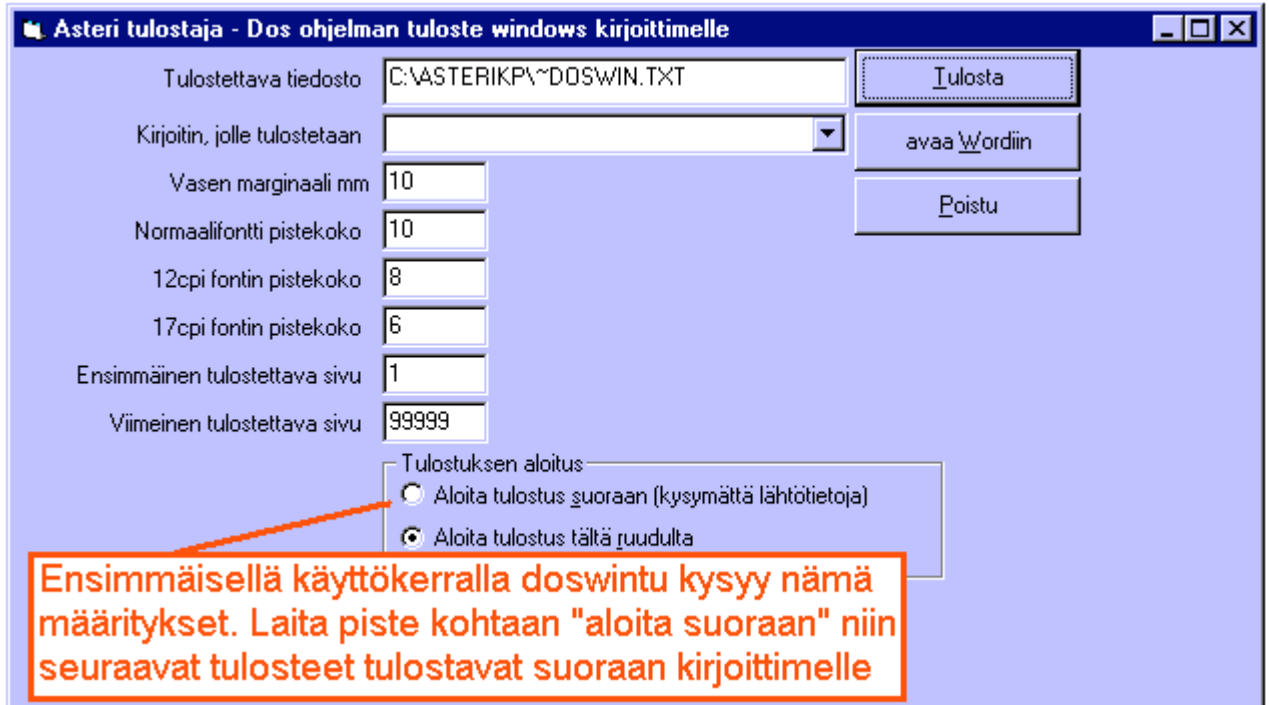 Asteri tulostaja - Dos ohjelman tuloste windows kirjoittimelle
Tulostettava tiedosto C:\ASTERIKP\~DOSWIN.TXT Tulosta
Kirjoitin, jolle tulostetaan avaa Wordiin
Vasen marginaali mm 10 Poistu
Normaalifontti pistekoko 10
12cpi fontin pistekoko 8
17cpi fontin pistekoko 6
Ensimmäinen tulostettava sivu 1
Viimeinen tulostettava sivu 99999
Tulostuksen aloitus
Aloita tulostus suoraan (kysymättä lähtötietoja)
Aloita tulostus tältä ruudulta
Ensimmäisellä käyttökerralla doswintu kysyy nämä
määritykset. Laita piste kohtaan "aloita suoraan" niin
seuraavat tulosteet tulostavat suoraan kirjoittimelle